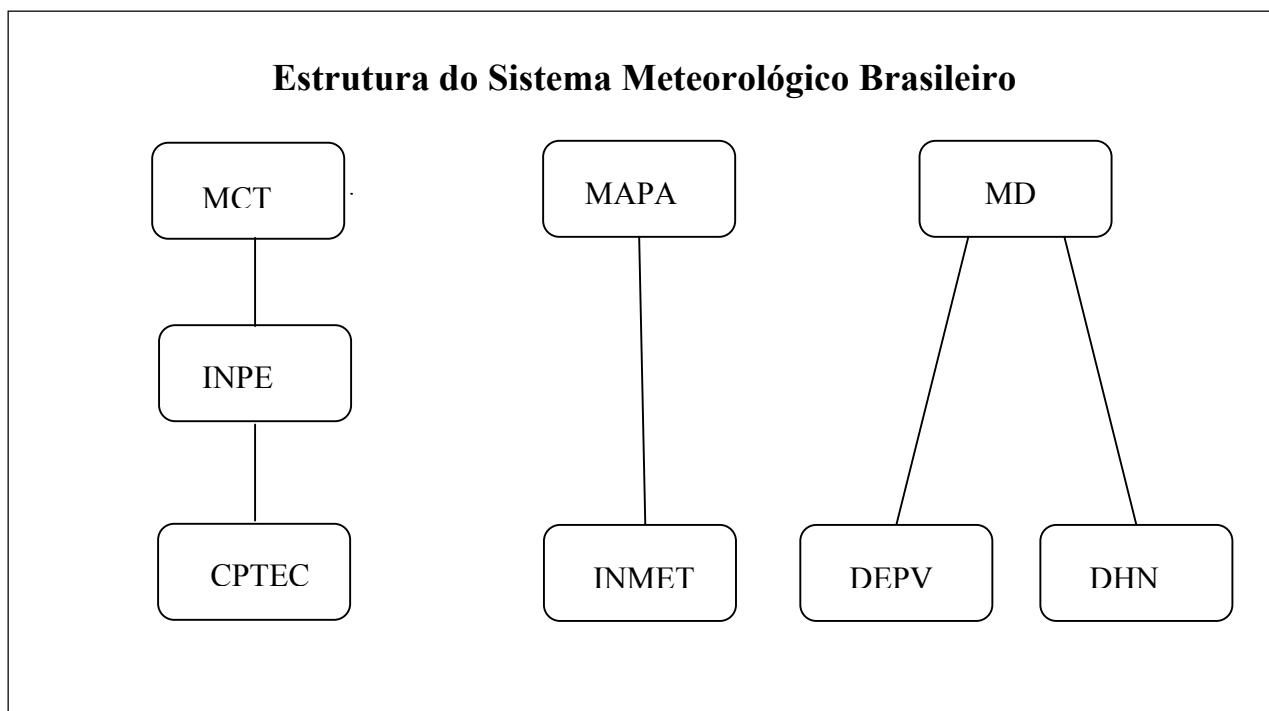 Estrutura do Sistema Meteorológico Brasileiro
MCT
MAPA
MD
INPE
CPTEC
INMET
DEPV
DHN